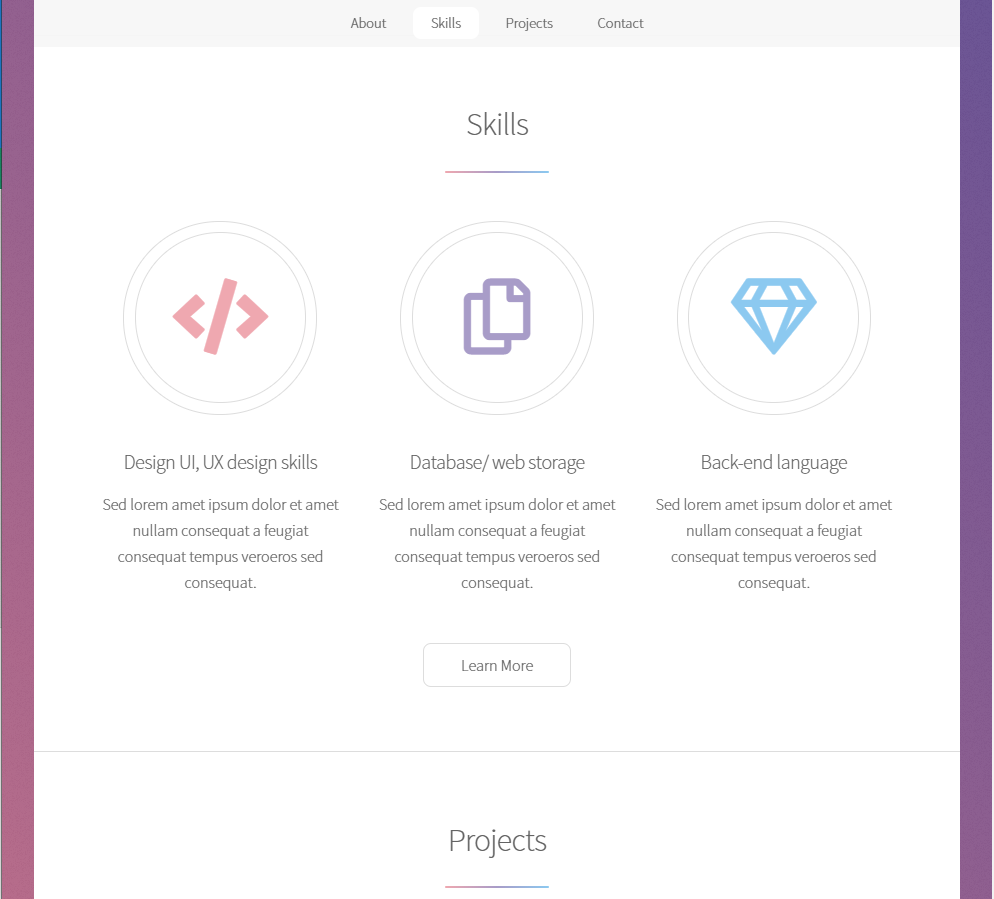 About Skills Projects Contact
Skills
Design UI, UX design skills
Sed lorem amet ipsum dolor et amet
nullam consequat a feugiat
consequat tempus veroeros sed
consequat.
Database/ web storage
Sed lorem amet ipsum dolor et amet
nullam consequat a feugiat
consequat tempus veroeros sed
consequat.
Back-end language
Sed lorem amet ipsum dolor et amet
nullam consequat a feugiat
consequat tempus veroeros sed
consequat.
Learn More
Projects